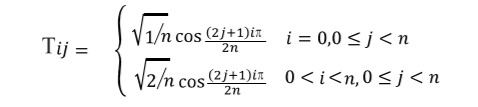 Tij = { √1/n cos (2j+1)iπ/2n   i = 0,0 ≤ j < n
√2/n cos (2j+1)iπ/2n   0 < i < n, 0 ≤ j < n